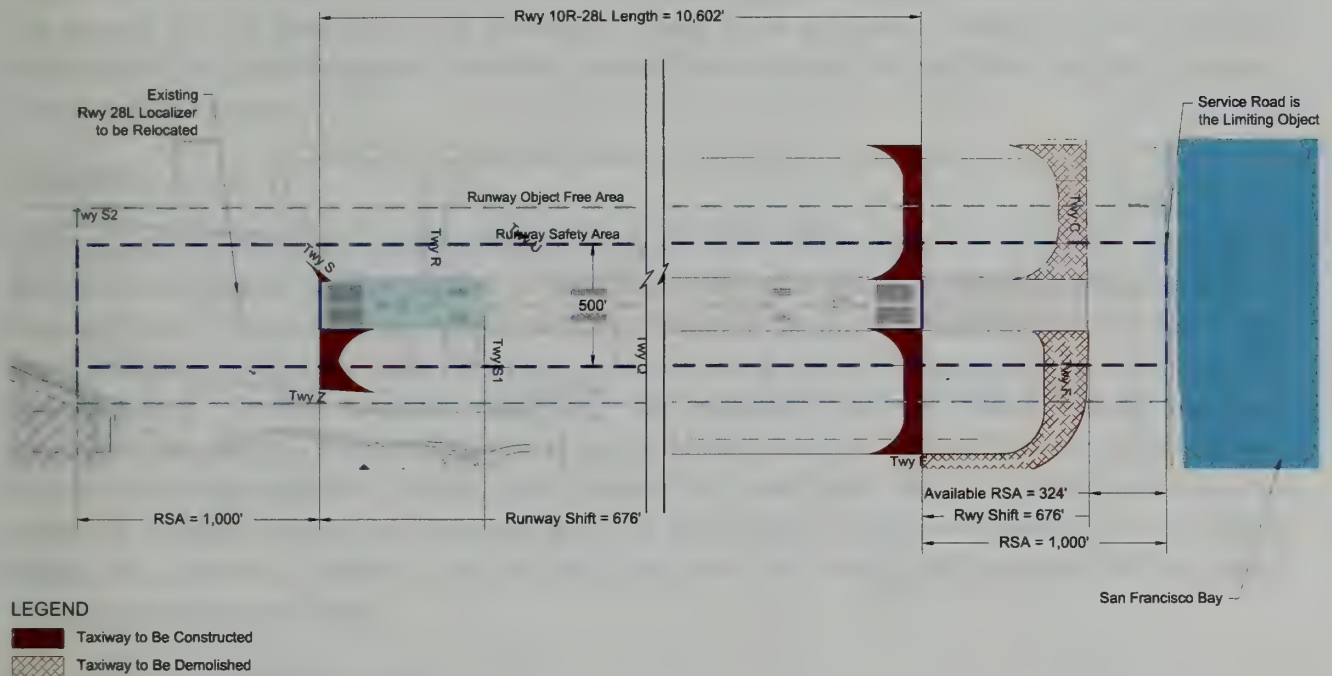 Rwy 10R-28L Length = 10,602'
Existing
Rwy 28L Localizer
to be Relocated
Service Road is
the Limiting Object
Runway Object Free Area
wy S2
Runway Safety Area
Twy U
Twy R
Twy S
Twy C
500'
Twy S1
Twy F
Twy Z
Twy
Available RSA = 324'
RSA = 1,000'
Runway Shift = 676'
Rwy Shift = 676'
RSA = 1,000'
San Francisco Bay
LEGEND
Taxiway to Be Constructed
Taxiway to Be Demolished